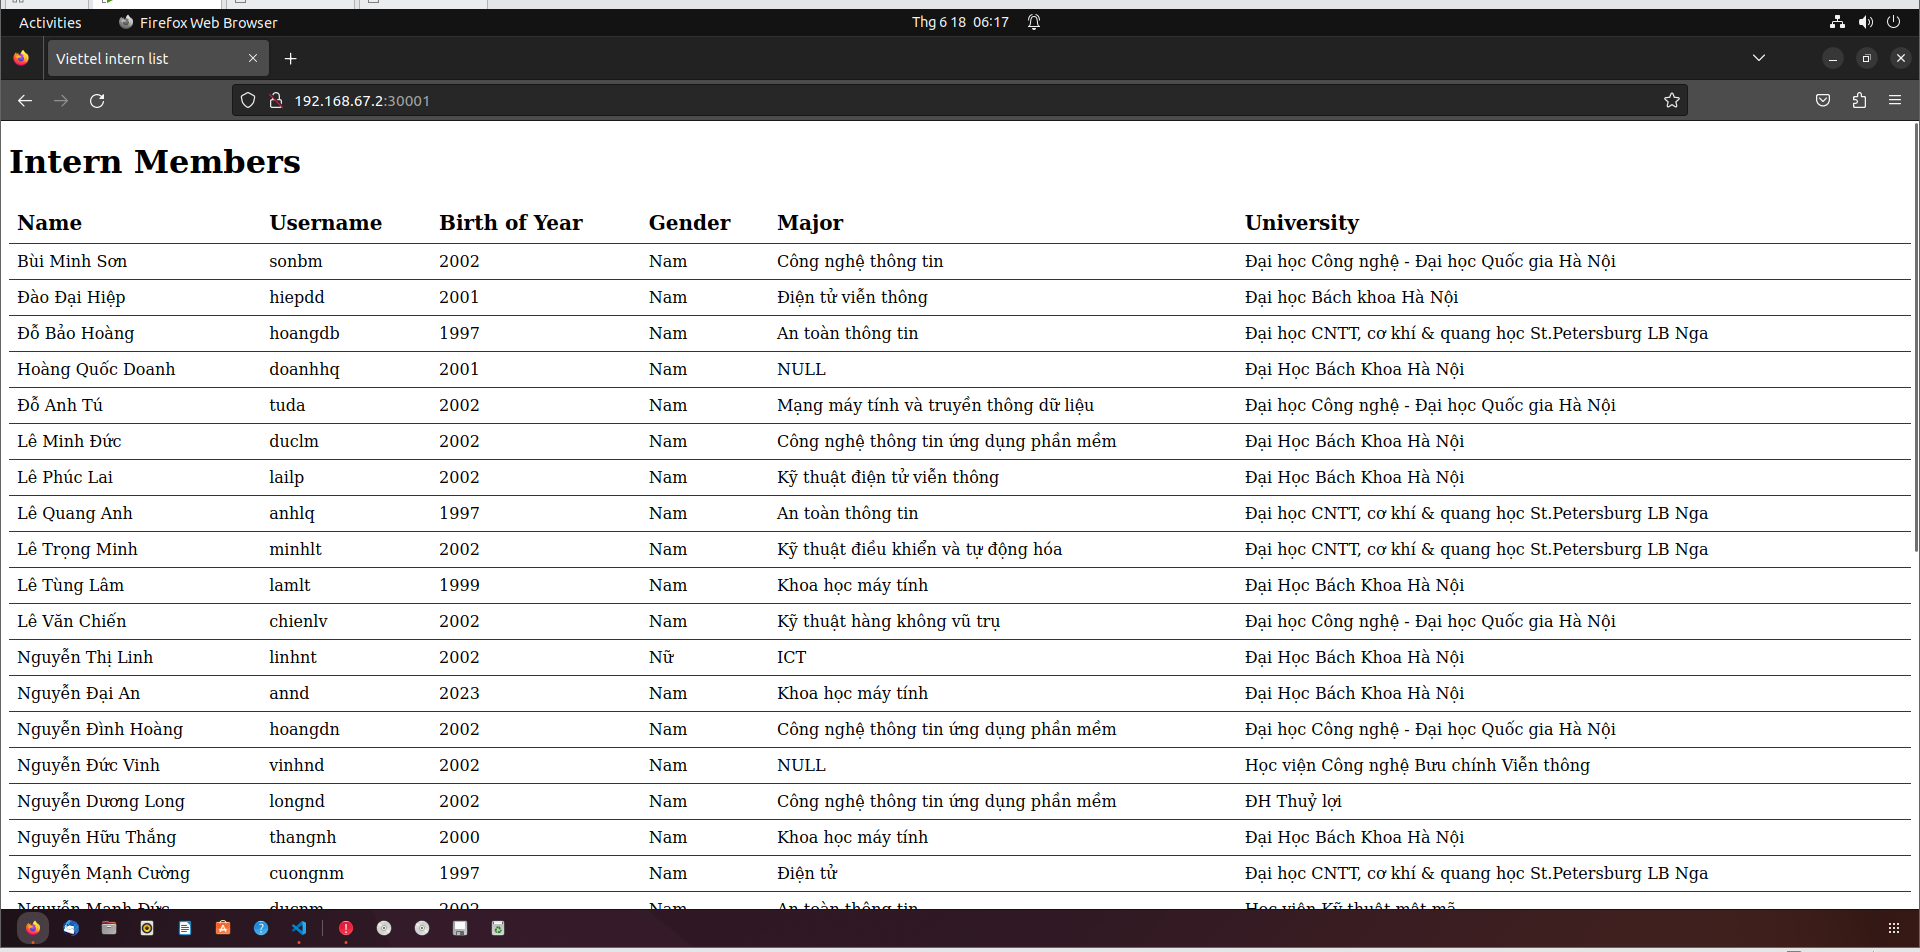 Activities Firefox Web Browser Thg 6 18 06:17
Viettel intern list
192.168.67.2:30001
Intern Members
Name Username Birth of Year Gender Major University
Bùi Minh Sơn sonbm 2002 Nam Công nghệ thông tin Đại học Công nghệ - Đại học Quốc gia Hà Nội
Đào Đại Hiệp hiepdd 2001 Nam Điện tử viễn thông Đại học Bách khoa Hà Nội
Đỗ Bảo Hoàng hoangdb 1997 Nam An toàn thông tin Đại học CNTT, cơ khí & quang học St.Petersburg LB Nga
Hoàng Quốc Doanh doanhhq 2001 Nam NULL Đại Học Bách Khoa Hà Nội
Đỗ Anh Tú tuda 2002 Nam Mạng máy tính và truyền thông dữ liệu Đại học Công nghệ - Đại học Quốc gia Hà Nội
Lê Minh Đức duclm 2002 Nam Công nghệ thông tin ứng dụng phần mềm Đại Học Bách Khoa Hà Nội
Lê Phúc Lai lailp 2002 Nam Kỹ thuật điện tử viễn thông Đại Học Bách Khoa Hà Nội
Lê Quang Anh anhlq 1997 Nam An toàn thông tin Đại học CNTT, cơ khí & quang học St.Petersburg LB Nga
Lê Trọng Minh minhlt 2002 Nam Kỹ thuật điều khiển và tự động hóa Đại học CNTT, cơ khí & quang học St.Petersburg LB Nga
Lê Tùng Lâm lamlt 1999 Nam Khoa học máy tính Đại Học Bách Khoa Hà Nội
Lê Văn Chiến chienlv 2002 Nam Kỹ thuật hàng không vũ trụ Đại học Công nghệ - Đại học Quốc gia Hà Nội
Nguyễn Thị Linh linhnt 2002 Nữ ICT Đại Học Bách Khoa Hà Nội
Nguyễn Đại An annd 2023 Nam Khoa học máy tính Đại Học Bách Khoa Hà Nội
Nguyễn Đình Hoàng hoangdn 2002 Nam Công nghệ thông tin ứng dụng phần mềm Đại học Công nghệ - Đại học Quốc gia Hà Nội
Nguyễn Đức Vinh vinhnd 2002 Nam NULL Học viện Công nghệ Bưu chính Viễn thông
Nguyễn Dương Long longnd 2002 Nam Công nghệ thông tin ứng dụng phần mềm ĐH Thuỷ lợi
Nguyễn Hữu Thắng thangnh 2000 Nam Khoa học máy tính Đại Học Bách Khoa Hà Nội
Nguyễn Mạnh Cường cuongnm 1997 Nam Điện tử Đại học CNTT, cơ khí & quang học St.Petersburg LB Nga
Nguyễn Mạnh Đức ducnm 2002 Nam An toàn thông tin Học viện Kỹ thuật mật mã